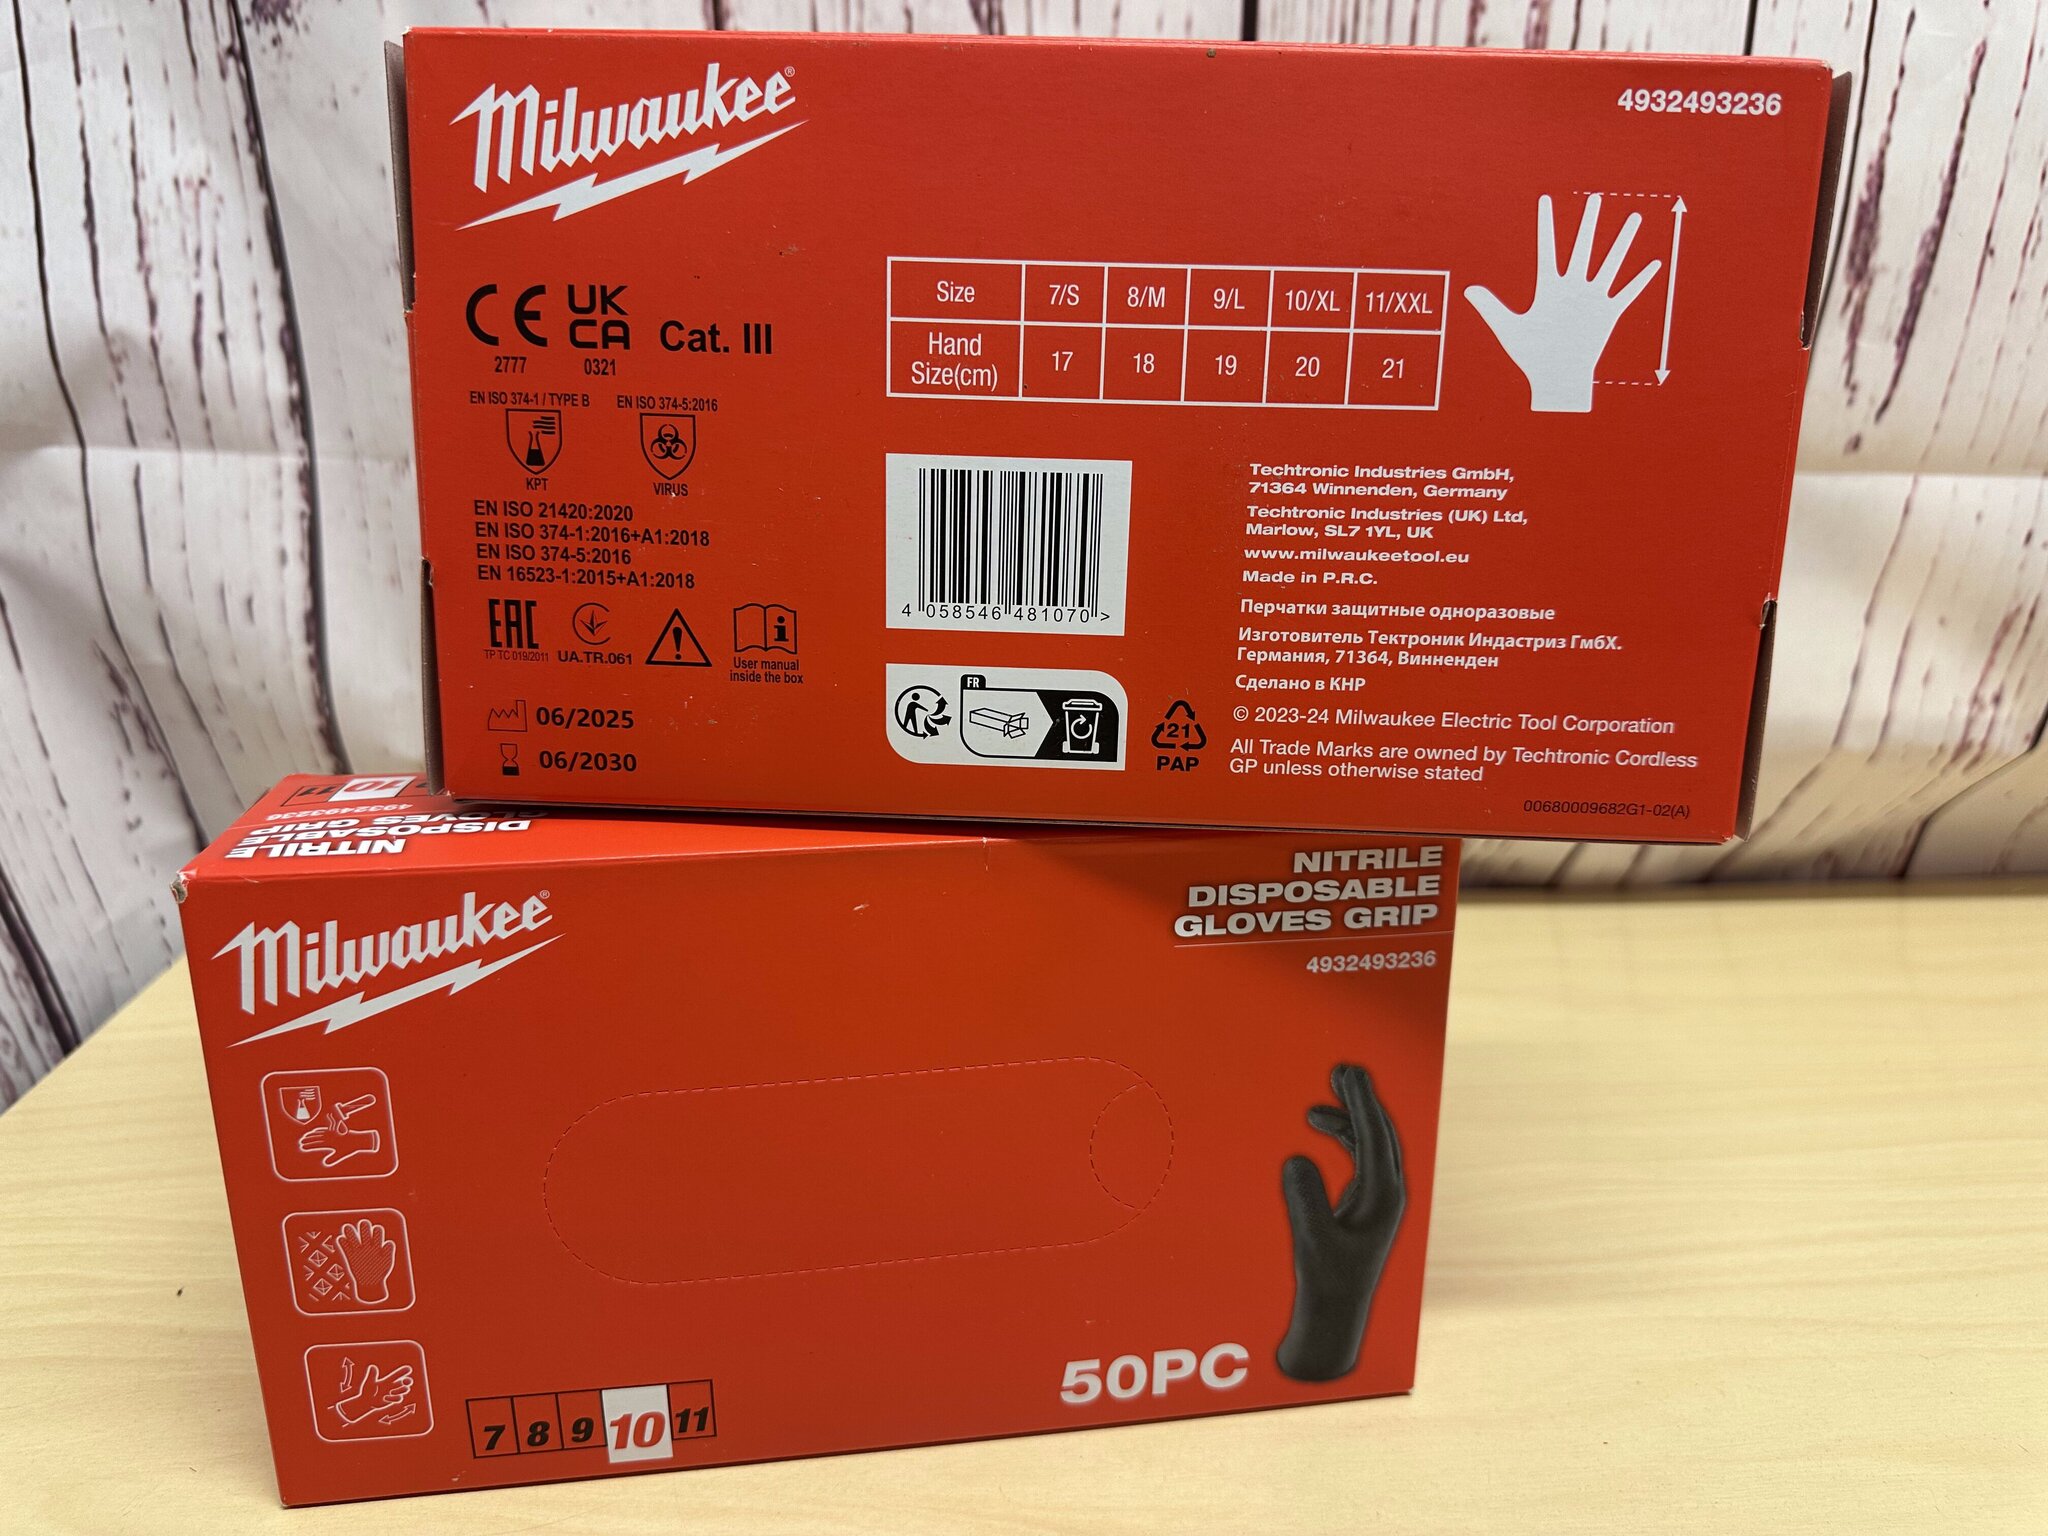 Milwaukee®
4932493236
Size 7/S 8/M 9/L 10/XL 11/XXL
Hand Size(cm) 17 18 19 20 21
CE UK CA Cat. III
2777 0321
EN ISO 374-1 / TYPE B EN ISO 374-5:2016
KPT VIRUS
EN ISO 21420:2020
EN ISO 374-1:2016+A1:2018
EN ISO 374-5:2016
EN 16523-1:2015+A1:2018
EAC
TP TC 019/2011 UA.TR.061
User manual
inside the box
06/2025
06/2030
4 058546 481070 >
FR
21
PAP
Techtronic Industries GmbH,
71364 Winnenden, Germany
Techtronic Industries (UK) Ltd,
Marlow, SL7 1YL, UK
www.milwaukeetool.eu
Made in P.R.C.
Перчатки защитные одноразовые
Изготовитель Тектроник Индастриз ГмбХ.
Германия, 71364, Винненден
Сделано в КНР
© 2023-24 Milwaukee Electric Tool Corporation
All Trade Marks are owned by Techtronic Cordless
GP unless otherwise stated
00680009682G1-02(A)
NITRILE
DISPOSABLE
GLOVES GRIP
4932493236
10 11
Milwaukee®
NITRILE
DISPOSABLE
GLOVES GRIP
4932493236
50PC
7 8 9 10 11